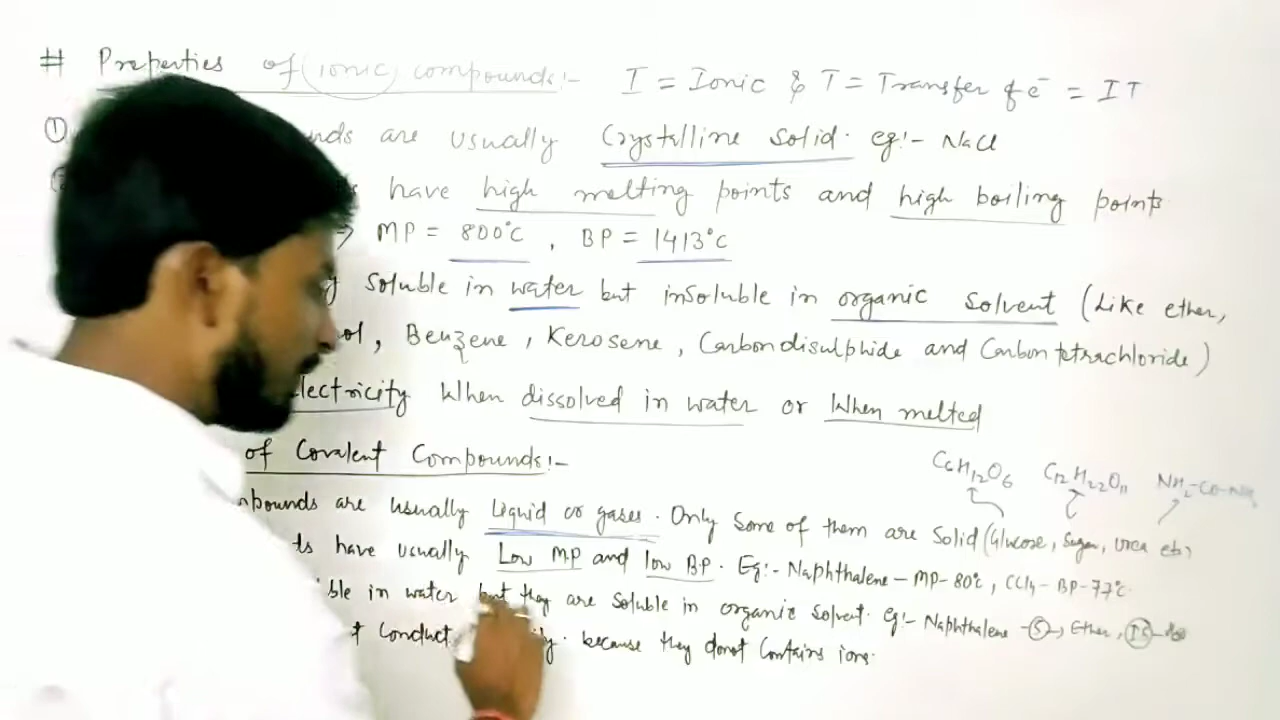 # Properties of (ionic) compounds:- I = Ionic & T = Transfer of e⁻ = IT
① nds are usually Crystalline solid. eg:- NaCl
have high melting points and high boiling points
→ MP = 800°C, BP = 1413°C
y soluble in water but insoluble in organic solvent (Like ether,
ol, Benzene, Kerosene, Carbondisulphide and Carbontetrachloride)
lectricity When dissolved in water or When melted
of Covalent Compounds:-
C₆H₁₂O₆ C₁₂H₂₂O₁₁ NH₂-CO-NH₂
pounds are usually Liquid or gases. Only Some of them are Solid (Glucose, Sugar, urea etc)
ts have usually Low MP and low BP. Eg:- Naphthalene - MP- 80°C, CCl₄ - BP- 77°C.
ble in water but they are Soluble in organic Solvent. eg:- Naphthalene -(S)→ Ether, (IS)→
t Conduct ity. because they donot Contains ions.